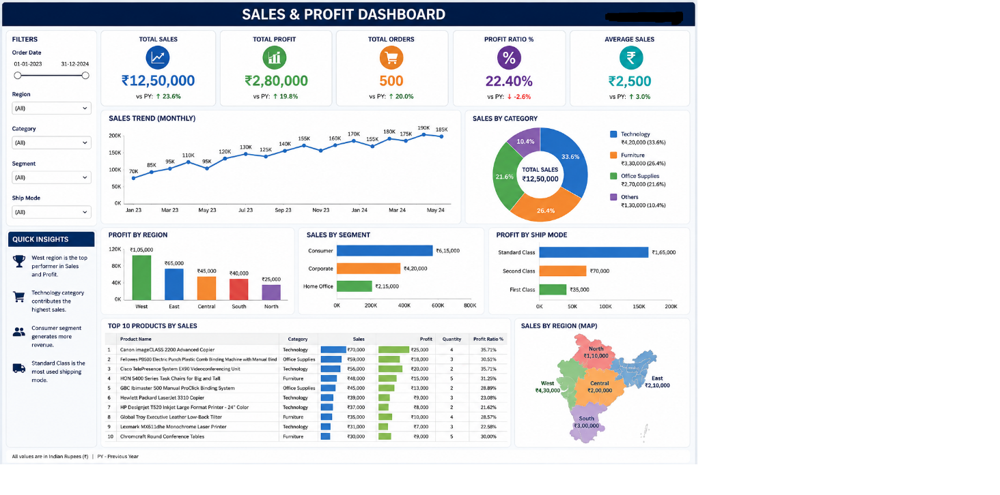 SALES & PROFIT DASHBOARD
FILTERS
Order Date
01-01-2023 31-12-2024
Region
(All)
Category
(All)
Segment
(All)
Ship Mode
(All)
QUICK INSIGHTS
West region is the top
performer in Sales
and Profit.
Technology category
contributes the
highest sales.
Consumer segment
generates more
revenue.
Standard Class is the
most used shipping
mode.
TOTAL SALES
₹12,50,000
vs PY: ↑ 23.6%
TOTAL PROFIT
₹2,80,000
vs PY: ↑ 19.8%
TOTAL ORDERS
500
vs PY: ↑ 20.0%
PROFIT RATIO %
%
22.40%
vs PY: ↓ -2.6%
AVERAGE SALES
₹
₹2,500
vs PY: ↑ 3.0%
SALES TREND (MONTHLY)
200K
150K
100K
50K
0K
70K 85K 95K 110K 95K 120K 130K 125K 140K 155K 160K 170K 155K 180K 175K 190K 185K
Jan 23 Mar 23 May 23 Jul 23 Sep 23 Nov 23 Jan 24 Mar 24 May 24
SALES BY CATEGORY
10.4%
33.6%
21.6%
26.4%
TOTAL SALES
₹12,50,000
Technology
₹4,20,000 (33.6%)
Furniture
₹3,30,000 (26.4%)
Office Supplies
₹2,70,000 (21.6%)
Others
₹1,30,000 (10.4%)
PROFIT BY REGION
120K
80K
40K
0K
₹1,05,000 ₹65,000 ₹45,000 ₹40,000 ₹25,000
West East Central South North
SALES BY SEGMENT
Consumer ₹6,15,000
Corporate ₹4,20,000
Home Office ₹2,15,000
0K 200K 400K 600K 800K
PROFIT BY SHIP MODE
Standard Class ₹1,65,000
Second Class ₹70,000
First Class ₹35,000
0K 50K 100K 150K 200K
TOP 10 PRODUCTS BY SALES
Product Name Category Sales Profit Quantity Profit Ratio %
1 Canon imageCLASS 2200 Advanced Copier Technology ₹70,000 ₹25,000 4 35.71%
2 Fellowes PB500 Electric Punch Plastic Comb Binding Machine with Manual Bind Office Supplies ₹59,000 ₹18,000 3 30.51%
3 Cisco TelePresence System EX90 Videoconferencing Unit Technology ₹56,000 ₹20,000 2 35.71%
4 HON 5400 Series Task Chairs for Big and Tall Furniture ₹48,000 ₹15,000 5 31.25%
5 GBC Ibimaster 500 Manual ProClick Binding System Office Supplies ₹45,000 ₹13,000 2 28.89%
6 Hewlett Packard LaserJet 3310 Copier Technology ₹39,000 ₹9,000 3 23.08%
7 HP Designjet T520 Inkjet Large Format Printer - 24" Color Technology ₹37,000 ₹8,000 2 21.62%
8 Global Troy Executive Leather Low-Back Tilter Furniture ₹35,000 ₹10,000 4 28.57%
9 Lexmark MX611dhe Monochrome Laser Printer Technology ₹31,000 ₹7,000 3 22.58%
10 Chromcraft Round Conference Tables Furniture ₹30,000 ₹9,000 5 30.00%
SALES BY REGION (MAP)
North
₹1,10,000
West
₹4,30,000
Central
₹2,00,000
East
₹2,10,000
South
₹3,00,000
All values are in Indian Rupees (₹) | PY - Previous Year